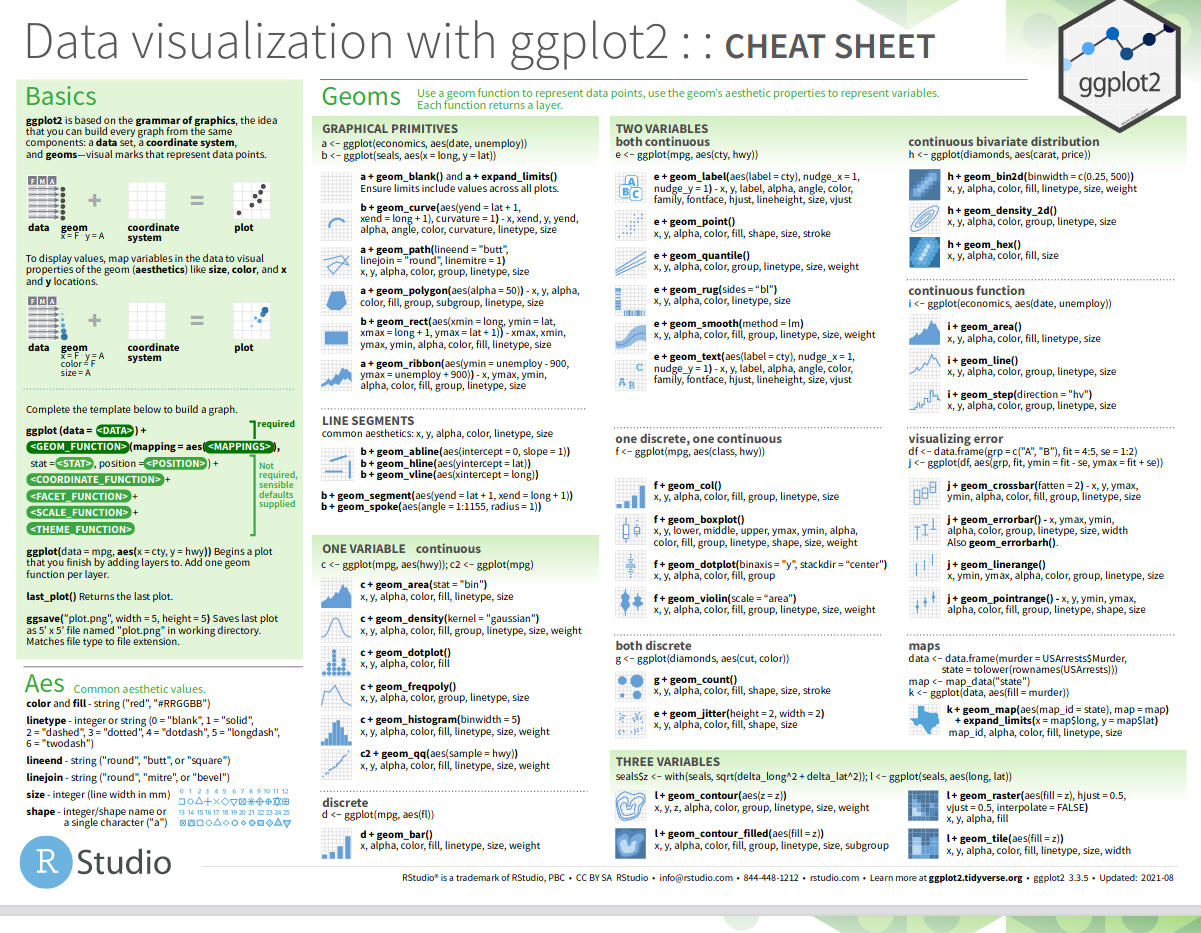 Data visualization with ggplot2 : : CHEAT SHEET
ggplot2
Basics
ggplot2 is based on the grammar of graphics, the idea
that you can build every graph from the same
components: a data set, a coordinate system,
and geoms—visual marks that represent data points.
F M A
+
=
data geom coordinate plot
x = F · y = A system
To display values, map variables in the data to visual
properties of the geom (aesthetics) like size, color, and x
and y locations.
F M A
+
=
data geom coordinate plot
x = F · y = A system
color = F
size = A
Complete the template below to build a graph.
required
ggplot (data = <DATA>) +
<GEOM_FUNCTION>(mapping = aes(<MAPPINGS>),
stat = <STAT>, position = <POSITION>) +
<COORDINATE_FUNCTION> +
<FACET_FUNCTION> +
<SCALE_FUNCTION> +
<THEME_FUNCTION>
Not
required,
sensible
defaults
supplied
ggplot(data = mpg, aes(x = cty, y = hwy)) Begins a plot
that you finish by adding layers to. Add one geom
function per layer.
last_plot() Returns the last plot.
ggsave("plot.png", width = 5, height = 5) Saves last plot
as 5' x 5' file named "plot.png" in working directory.
Matches file type to file extension.
Aes Common aesthetic values.
color and fill - string ("red", "#RRGGBB")
linetype - integer or string (0 = "blank", 1 = "solid",
2 = "dashed", 3 = "dotted", 4 = "dotdash", 5 = "longdash",
6 = "twodash")
lineend - string ("round", "butt", or "square")
linejoin - string ("round", "mitre", or "bevel")
size - integer (line width in mm)
shape - integer/shape name or
a single character ("a")
0 1 2 3 4 5 6 7 8 9 10 11 12
13 14 15 16 17 18 19 20 21 22 23 24 25
R Studio
Geoms
Use a geom function to represent data points, use the geom's aesthetic properties to represent variables.
Each function returns a layer.
GRAPHICAL PRIMITIVES
a <- ggplot(economics, aes(date, unemploy))
b <- ggplot(seals, aes(x = long, y = lat))
a + geom_blank() and a + expand_limits()
Ensure limits include values across all plots.
b + geom_curve(aes(yend = lat + 1,
xend = long + 1), curvature = 1) - x, xend, y, yend,
alpha, angle, color, curvature, linetype, size
a + geom_path(lineend = "butt",
linejoin = "round", linemitre = 1)
x, y, alpha, color, group, linetype, size
a + geom_polygon(aes(alpha = 50)) - x, y, alpha,
color, fill, group, subgroup, linetype, size
b + geom_rect(aes(xmin = long, ymin = lat,
xmax = long + 1, ymax = lat + 1)) - xmax, xmin,
ymax, ymin, alpha, color, fill, linetype, size
a + geom_ribbon(aes(ymin = unemploy - 900,
ymax = unemploy + 900)) - x, ymax, ymin,
alpha, color, fill, group, linetype, size
LINE SEGMENTS
common aesthetics: x, y, alpha, color, linetype, size
b + geom_abline(aes(intercept = 0, slope = 1))
b + geom_hline(aes(yintercept = lat))
b + geom_vline(aes(xintercept = long))
b + geom_segment(aes(yend = lat + 1, xend = long + 1))
b + geom_spoke(aes(angle = 1:1155, radius = 1))
ONE VARIABLE continuous
c <- ggplot(mpg, aes(hwy)); c2 <- ggplot(mpg)
c + geom_area(stat = "bin")
x, y, alpha, color, fill, linetype, size
c + geom_density(kernel = "gaussian")
x, y, alpha, color, fill, group, linetype, size, weight
c + geom_dotplot()
x, y, alpha, color, fill
c + geom_freqpoly()
x, y, alpha, color, group, linetype, size
c + geom_histogram(binwidth = 5)
x, y, alpha, color, fill, linetype, size, weight
c2 + geom_qq(aes(sample = hwy))
x, y, alpha, color, fill, linetype, size, weight
discrete
d <- ggplot(mpg, aes(fl))
d + geom_bar()
x, alpha, color, fill, linetype, size, weight
TWO VARIABLES
both continuous
e <- ggplot(mpg, aes(cty, hwy))
e + geom_label(aes(label = cty), nudge_x = 1,
nudge_y = 1) - x, y, label, alpha, angle, color,
family, fontface, hjust, lineheight, size, vjust
e + geom_point()
x, y, alpha, color, fill, shape, size, stroke
e + geom_quantile()
x, y, alpha, color, group, linetype, size, weight
e + geom_rug(sides = "bl")
x, y, alpha, color, linetype, size
e + geom_smooth(method = lm)
x, y, alpha, color, fill, group, linetype, size, weight
e + geom_text(aes(label = cty), nudge_x = 1,
nudge_y = 1) - x, y, label, alpha, angle, color,
family, fontface, hjust, lineheight, size, vjust
A B C
A B C
one discrete, one continuous
f <- ggplot(mpg, aes(class, hwy))
f + geom_col()
x, y, alpha, color, fill, group, linetype, size
f + geom_boxplot()
x, y, lower, middle, upper, ymax, ymin, alpha,
color, fill, group, linetype, shape, size, weight
f + geom_dotplot(binaxis = "y", stackdir = "center")
x, y, alpha, color, fill, group
f + geom_violin(scale = "area")
x, y, alpha, color, fill, group, linetype, size, weight
both discrete
g <- ggplot(diamonds, aes(cut, color))
g + geom_count()
x, y, alpha, color, fill, shape, size, stroke
e + geom_jitter(height = 2, width = 2)
x, y, alpha, color, fill, shape, size
continuous bivariate distribution
h <- ggplot(diamonds, aes(carat, price))
h + geom_bin2d(binwidth = c(0.25, 500))
x, y, alpha, color, fill, linetype, size, weight
h + geom_density_2d()
x, y, alpha, color, group, linetype, size
h + geom_hex()
x, y, alpha, color, fill, size
continuous function
i <- ggplot(economics, aes(date, unemploy))
i + geom_area()
x, y, alpha, color, fill, linetype, size
i + geom_line()
x, y, alpha, color, group, linetype, size
i + geom_step(direction = "hv")
x, y, alpha, color, group, linetype, size
visualizing error
df <- data.frame(grp = c("A", "B"), fit = 4:5, se = 1:2)
j <- ggplot(df, aes(grp, fit, ymin = fit - se, ymax = fit + se))
j + geom_crossbar(fatten = 2) - x, y, ymax,
ymin, alpha, color, fill, group, linetype, size
j + geom_errorbar() - x, ymax, ymin,
alpha, color, group, linetype, size, width
Also geom_errorbarh().
j + geom_linerange()
x, ymin, ymax, alpha, color, group, linetype, size
j + geom_pointrange() - x, y, ymin, ymax,
alpha, color, fill, group, linetype, shape, size
maps
data <- data.frame(murder = USArrests$Murder,
state = tolower(rownames(USArrests)))
map <- map_data("state")
k <- ggplot(data, aes(fill = murder))
k + geom_map(aes(map_id = state), map = map)
+ expand_limits(x = map$long, y = map$lat)
map_id, alpha, color, fill, linetype, size
THREE VARIABLES
seals$z <- with(seals, sqrt(delta_long^2 + delta_lat^2)); l <- ggplot(seals, aes(long, lat))
l + geom_contour(aes(z = z))
x, y, z, alpha, color, group, linetype, size, weight
l + geom_contour_filled(aes(fill = z))
x, y, alpha, color, fill, group, linetype, size, subgroup
l + geom_raster(aes(fill = z), hjust = 0.5,
vjust = 0.5, interpolate = FALSE)
x, y, alpha, fill
l + geom_tile(aes(fill = z))
x, y, alpha, color, fill, linetype, size, width
RStudio® is a trademark of RStudio, PBC • CC BY SA RStudio • info@rstudio.com • 844-448-1212 • rstudio.com • Learn more at ggplot2.tidyverse.org • ggplot2 3.3.5 • Updated: 2021-08